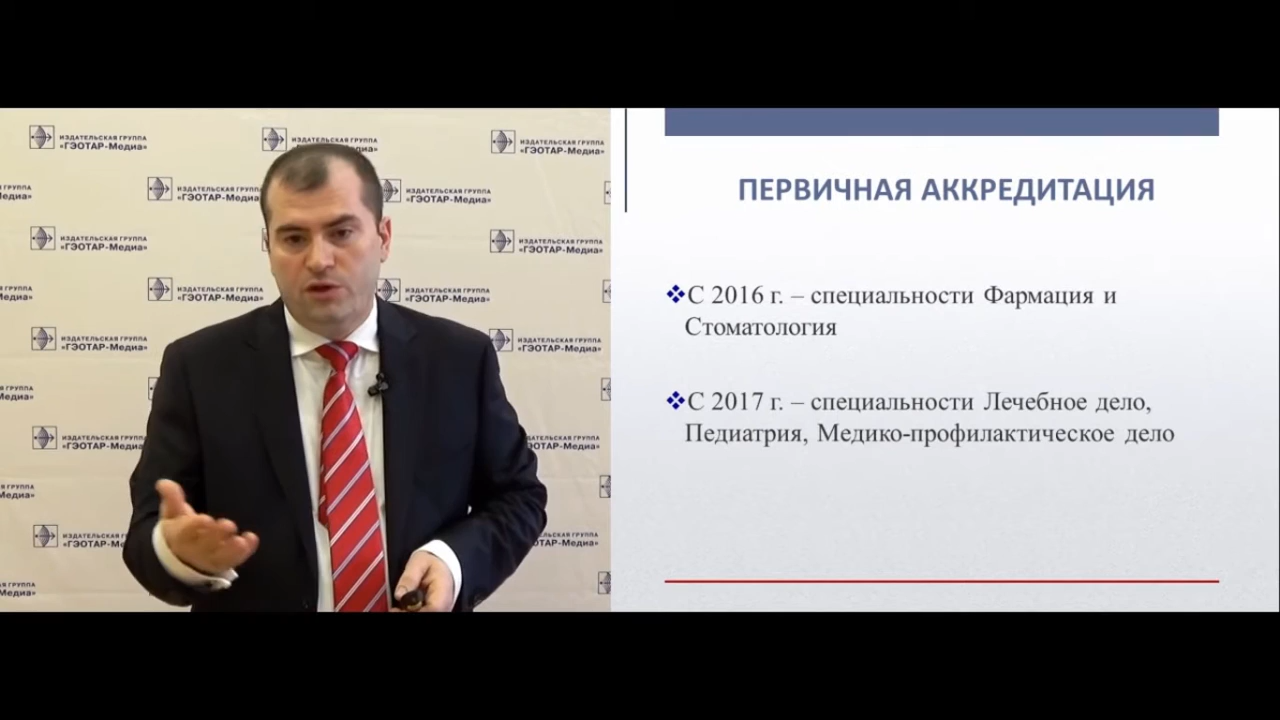 ИЗДАТЕЛЬСКАЯ ГРУППА
«ГЭОТАР-Медиа»
ПЕРВИЧНАЯ АККРЕДИТАЦИЯ
С 2016 г. – специальности Фармация и
Стоматология
С 2017 г. – специальности Лечебное дело,
Педиатрия, Медико-профилактическое дело